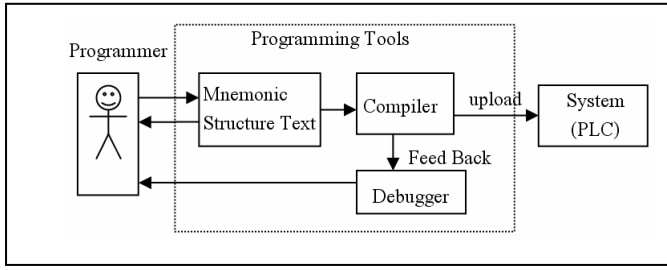 Programming Tools
Programmer
Mnemonic
Structure Text
Compiler
upload
System
(PLC)
Feed Back
Debugger